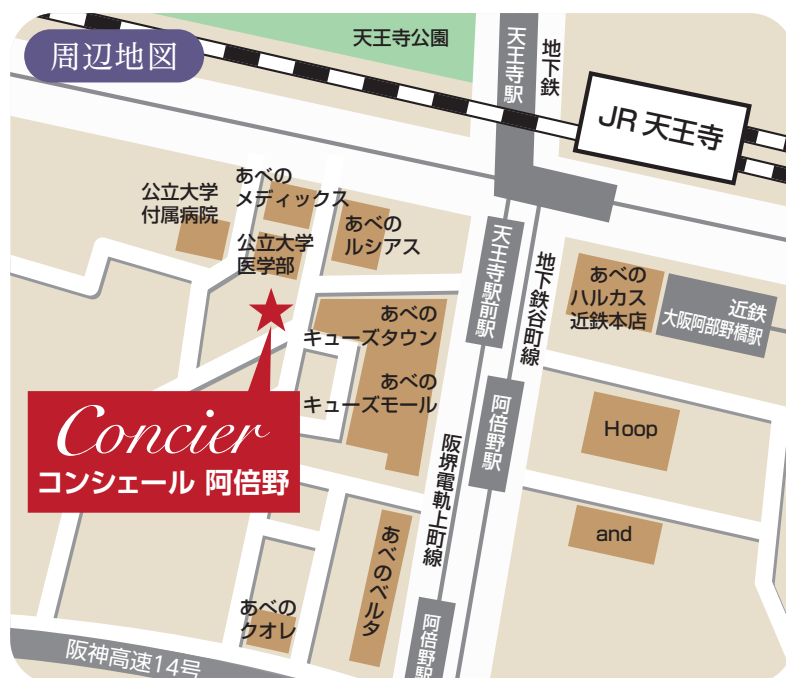 周辺地図
天王寺公園
天王寺駅
地下鉄
JR 天王寺
公立大学
付属病院
あべの
メディックス
公立大学
医学部
あべの
ルシアス
天王寺駅前駅
地下鉄谷町線
あべの
ハルカス
近鉄本店
近鉄
大阪阿部野橋駅
あべの
キューズタウン
あべの
キューズモール
Concier
コンシェール 阿倍野
阿倍野駅
阪堺電軌上町線
Hoop
and
あべのベルタ
あべの
クオレ
阿倍野駅
阪神高速14号